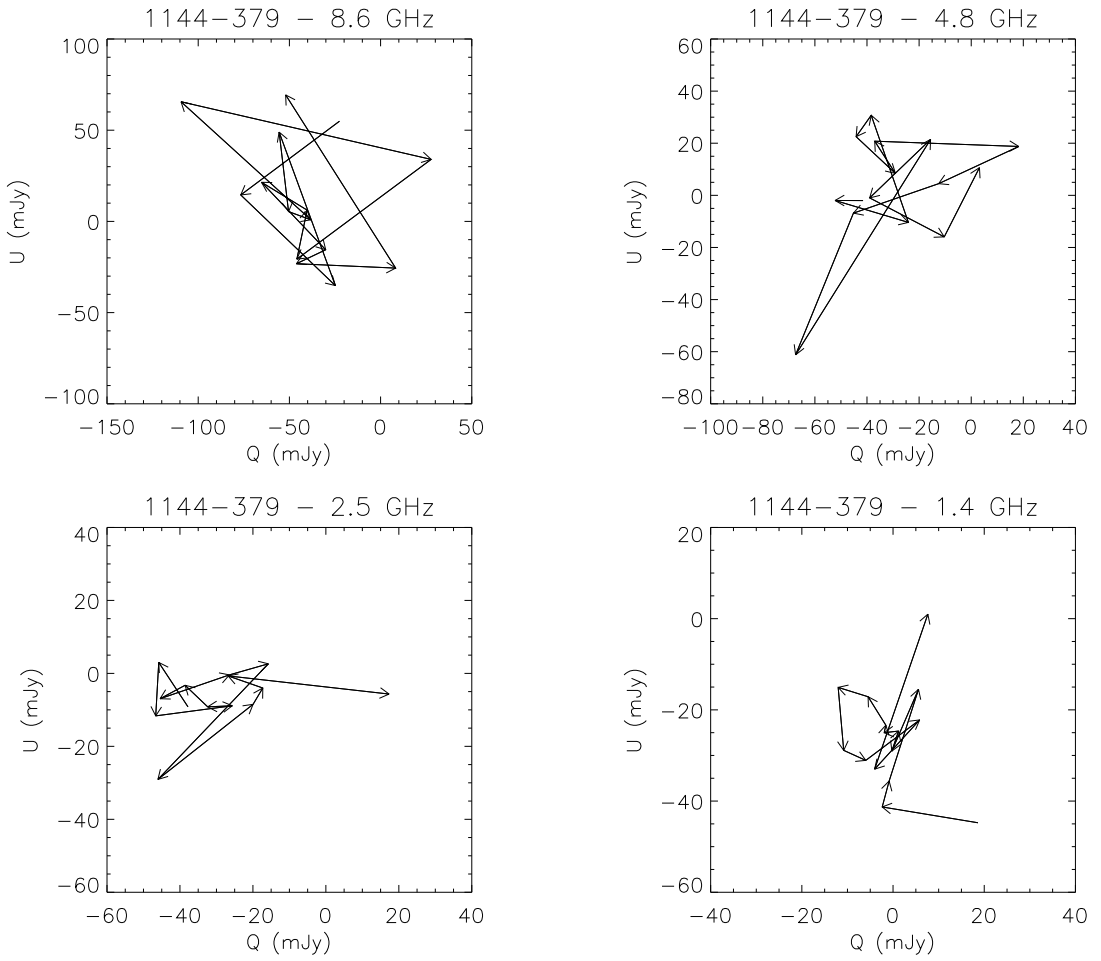 1144−379 − 8.6 GHz
100
50
0
−50
−100
U (mJy)
−150 −100 −50 0 50
Q (mJy)
1144−379 − 4.8 GHz
60
40
20
0
−20
−40
−60
−80
U (mJy)
−100 −80 −60 −40 −20 0 20 40
Q (mJy)
1144−379 − 2.5 GHz
40
20
0
−20
−40
−60
U (mJy)
−60 −40 −20 0 20 40
Q (mJy)
1144−379 − 1.4 GHz
20
0
−20
−40
−60
U (mJy)
−40 −20 0 20 40
Q (mJy)